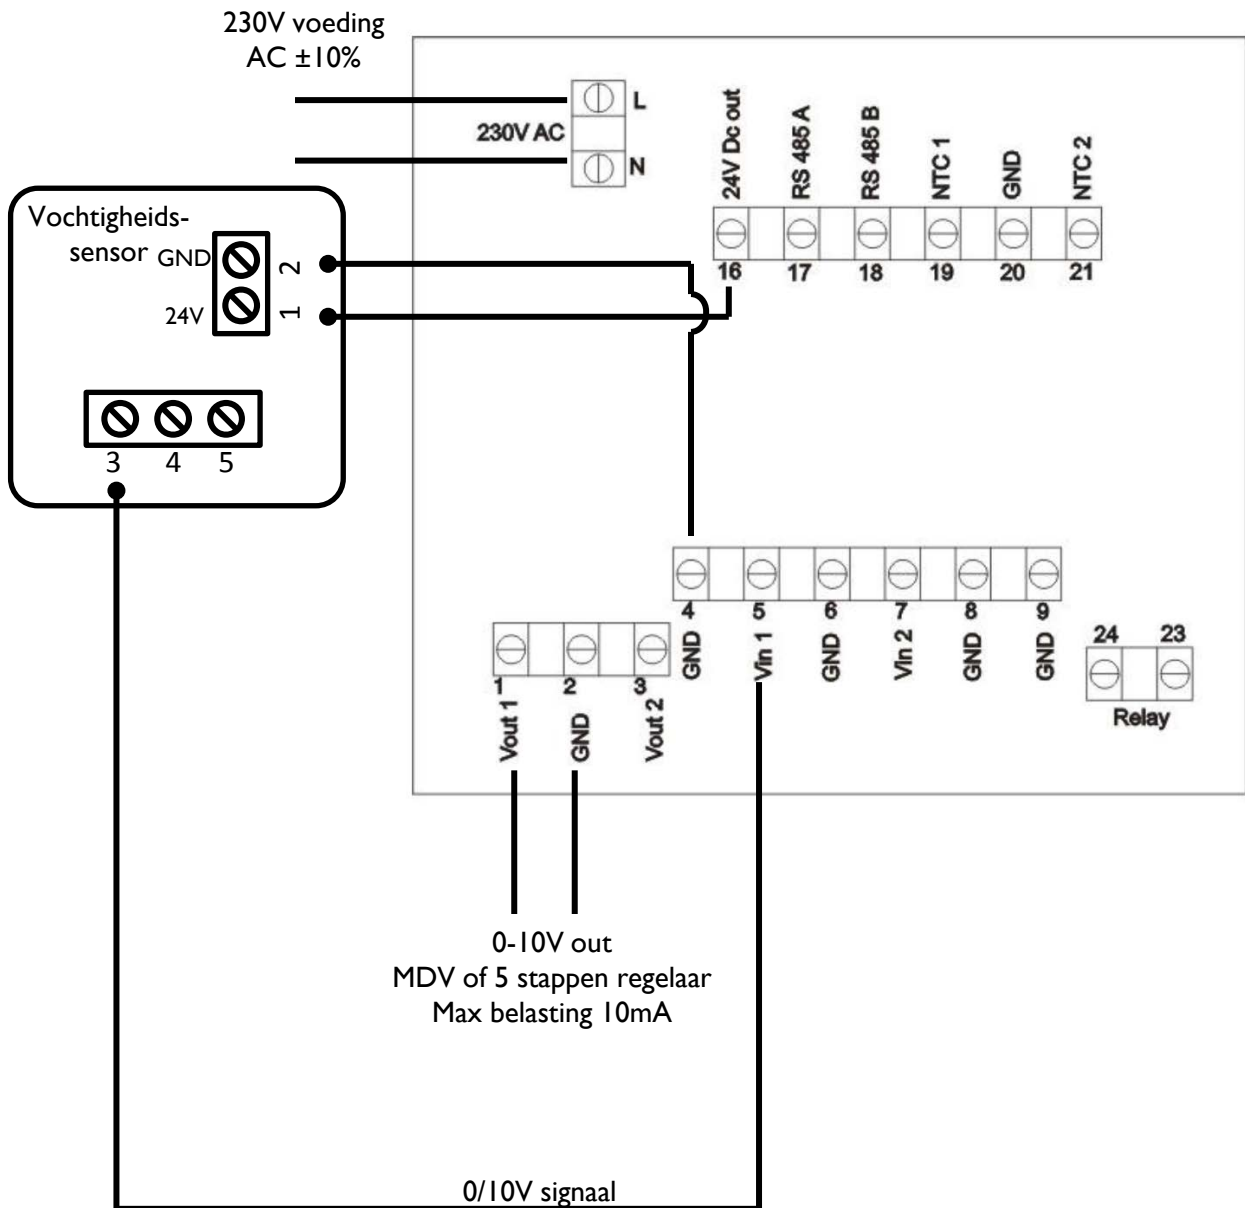 230V voeding
AC ±10%
L
230V AC
N
24V Dc out
RS 485 A
RS 485 B
NTC 1
GND
NTC 2
16
17
18
19
20
21
Vochtigheids-
sensor
GND
2
24V
1
3
4
5
4
5
6
7
8
9
GND
Vin 1
GND
Vin 2
GND
GND
24
23
Relay
1
2
3
Vout 1
GND
Vout 2
0-10V out
MDV of 5 stappen regelaar
Max belasting 10mA
0/10V signaal